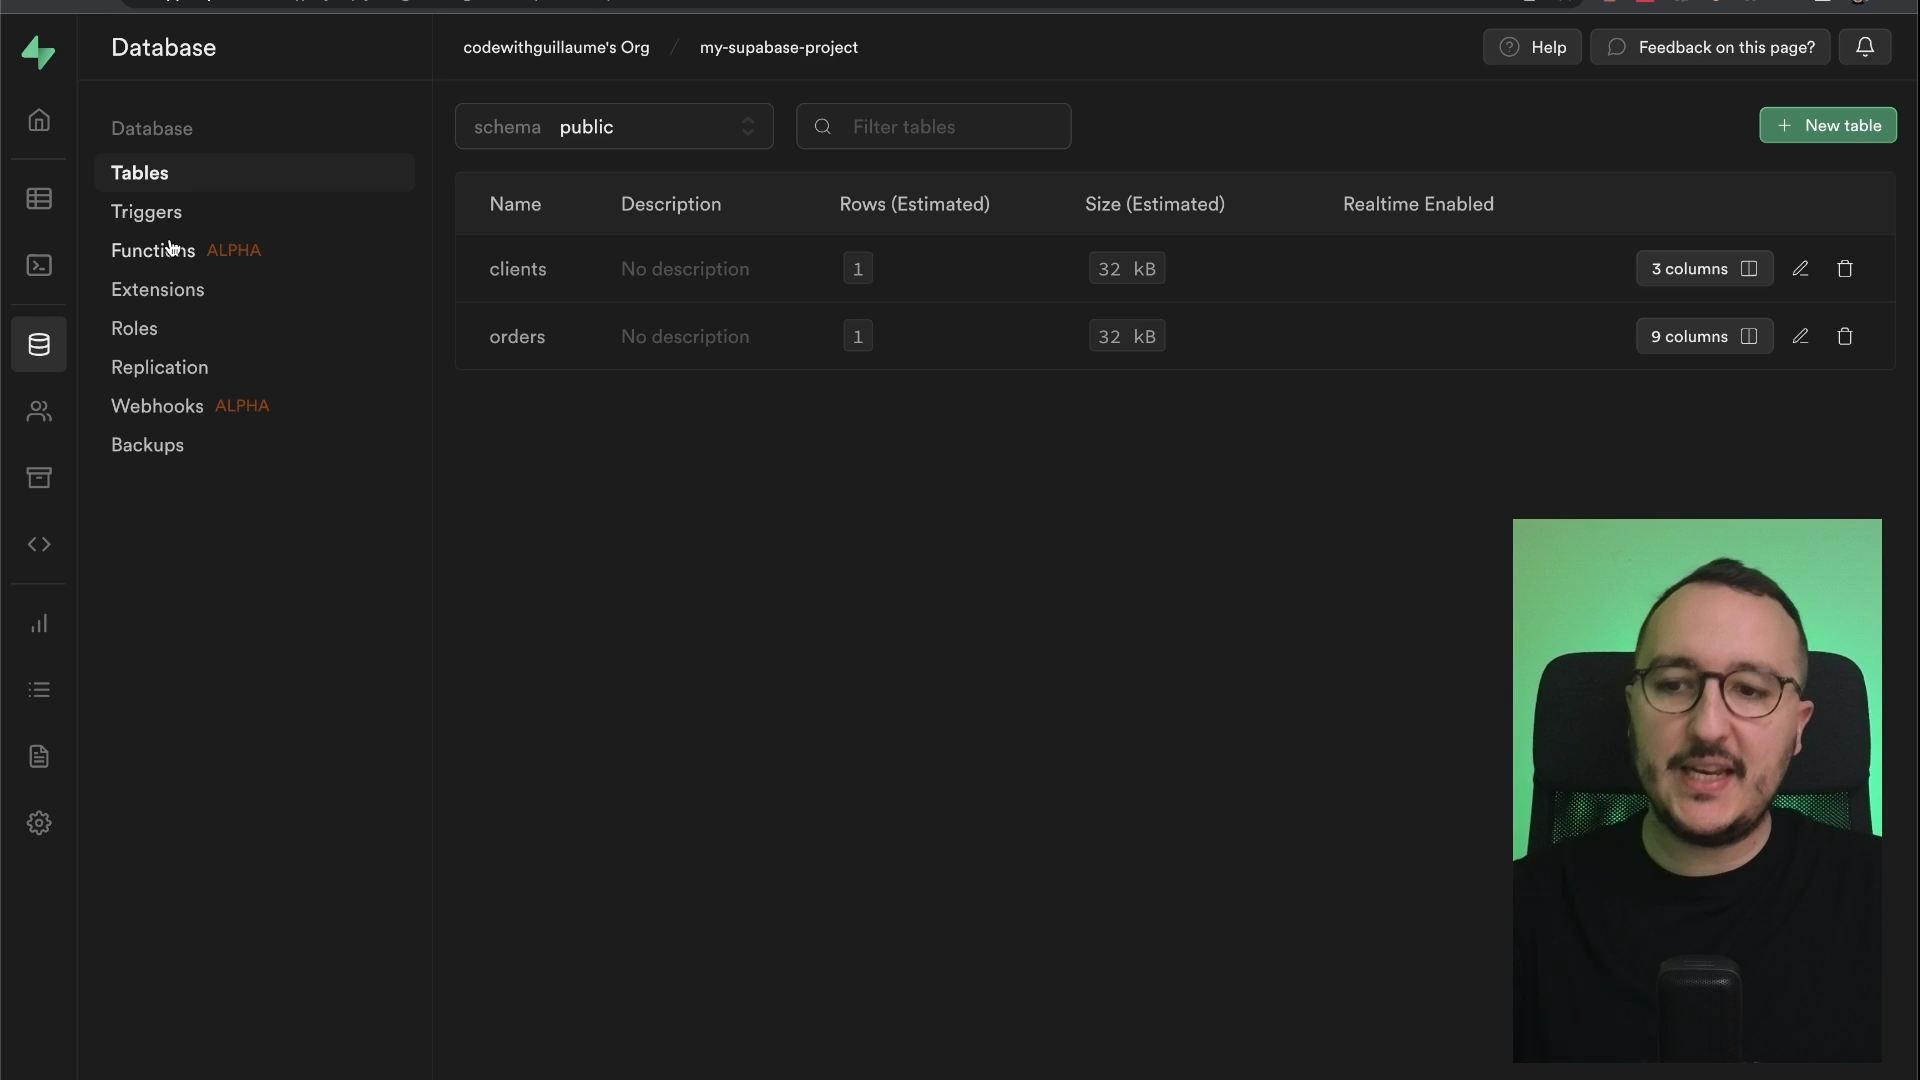 Database
codewithguillaume's Org / my-supabase-project
Help
Feedback on this page?
Database
Tables
Triggers
Functions ALPHA
Extensions
Roles
Replication
Webhooks ALPHA
Backups
schema public
Filter tables
+ New table
Name Description Rows (Estimated) Size (Estimated) Realtime Enabled
clients No description 1 32 kB 3 columns
orders No description 1 32 kB 9 columns